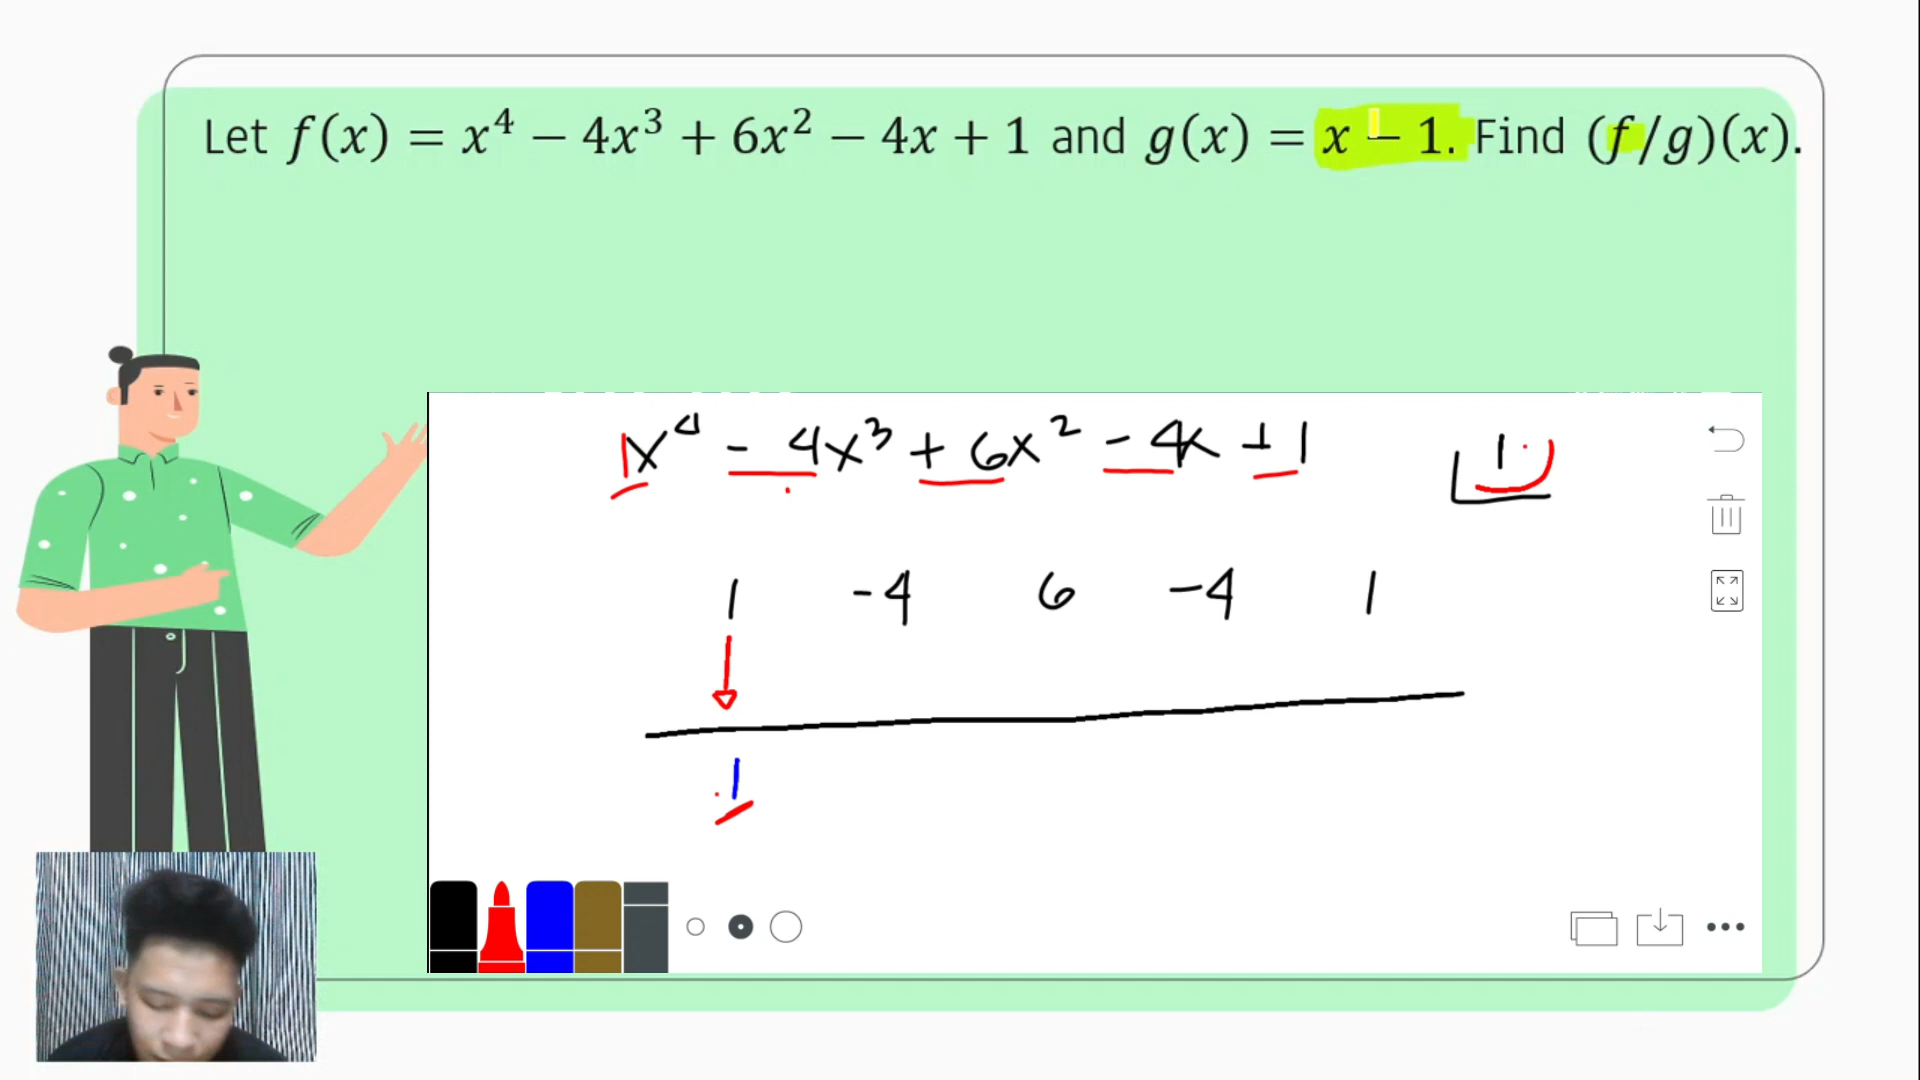 Let f(x) = x⁴ − 4x³ + 6x² − 4x + 1 and g(x) = x − 1. Find (f/g)(x).
1x⁴ - 4x³ + 6x² - 4x + 1 1
1 -4 6 -4 1
1